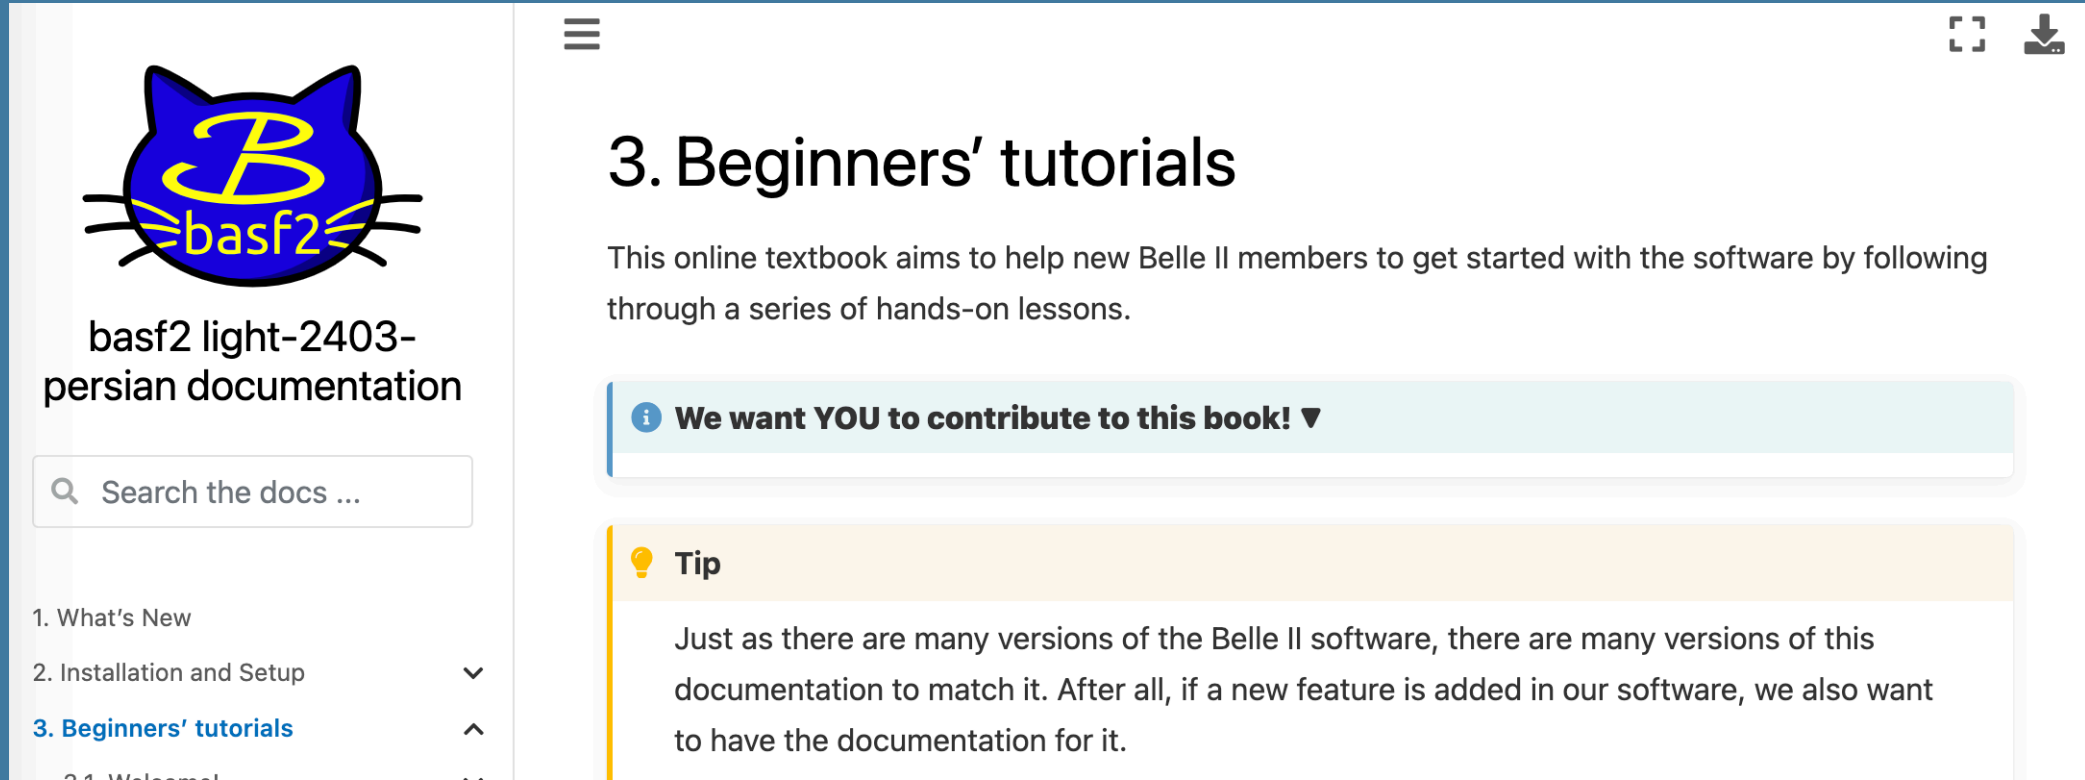 B
basf2
basf2 light-2403-
persian documentation
Search the docs ...
1. What’s New
2. Installation and Setup
3. Beginners’ tutorials
3.1. Welcome!
3. Beginners’ tutorials
This online textbook aims to help new Belle II members to get started with the software by following
through a series of hands-on lessons.
We want YOU to contribute to this book! ▼
Tip
Just as there are many versions of the Belle II software, there are many versions of this
documentation to match it. After all, if a new feature is added in our software, we also want
to have the documentation for it.